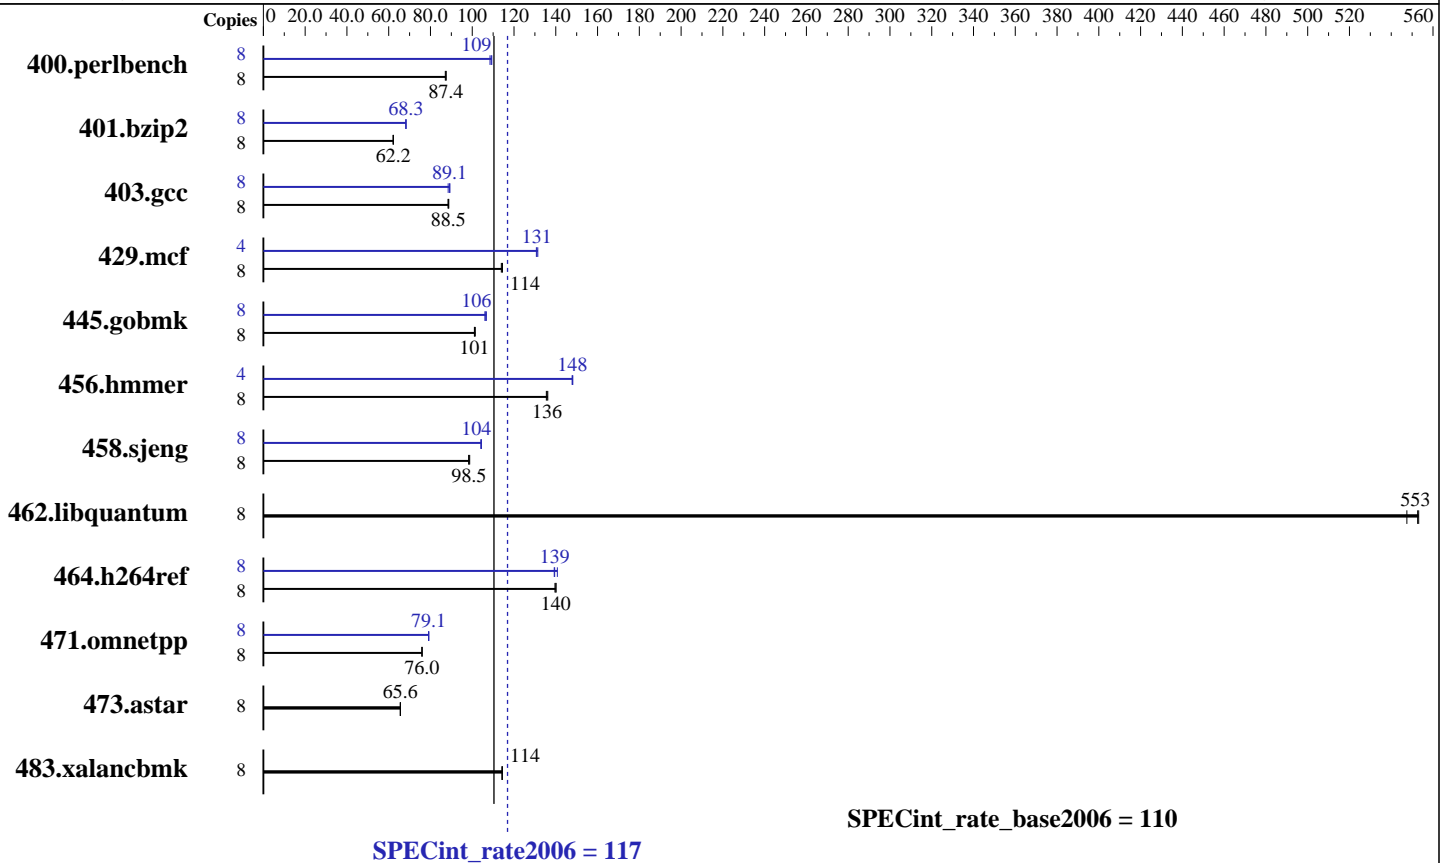 Copies 0 20.0 40.0 60.0 80.0 100 120 140 160 180 200 220 240 260 280 300 320 340 360 380 400 420 440 460 480 500 520 560
109
400.perlbench 8
8
87.4
68.3
401.bzip2 8
8
62.2
89.1
403.gcc 8
8
88.5
131
429.mcf 4
8
114
106
445.gobmk 8
8
101
148
456.hmmer 4
8
136
104
458.sjeng 8
8
98.5
553
462.libquantum 8
139
464.h264ref 8
8
140
79.1
471.omnetpp 8
8
76.0
65.6
473.astar 8
114
483.xalancbmk 8
SPECint_rate_base2006 = 110
SPECint_rate2006 = 117